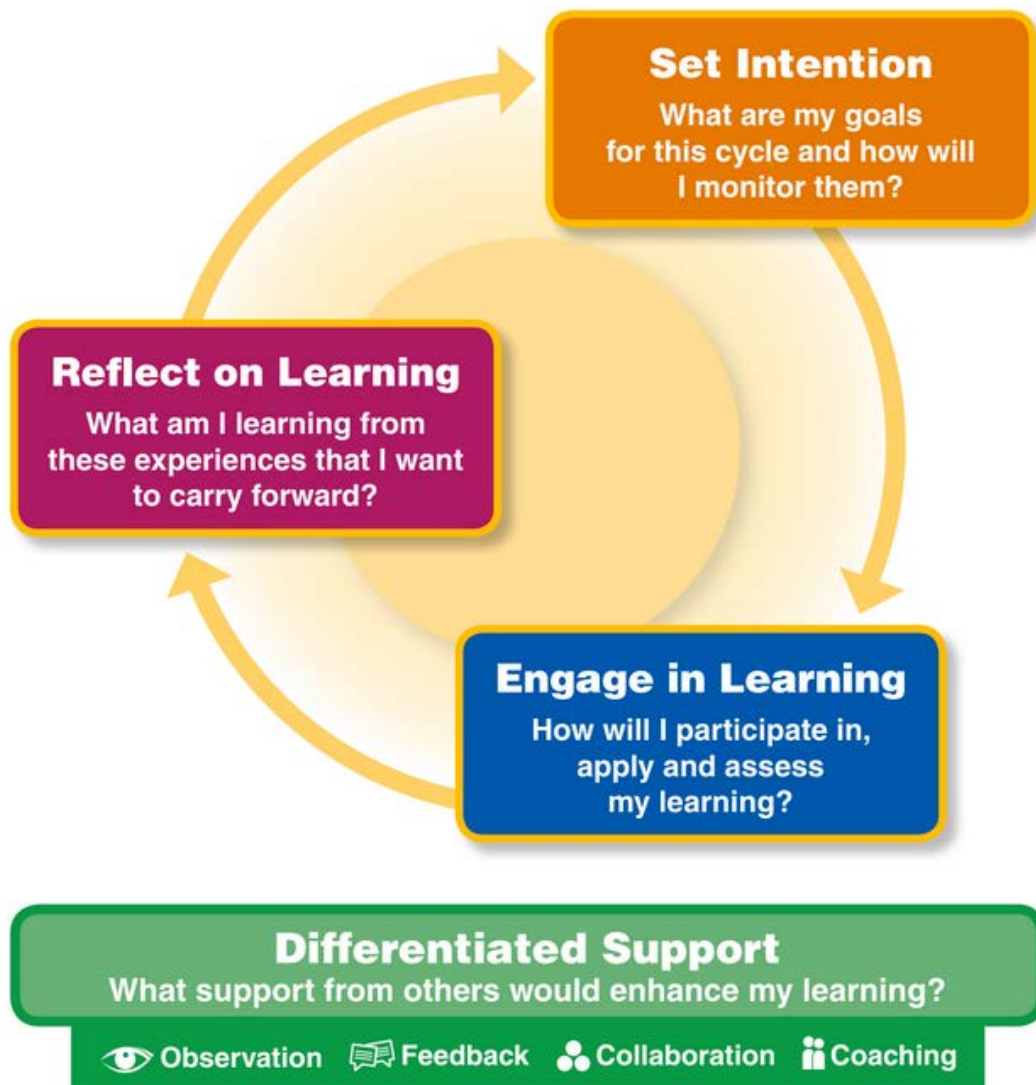 Set Intention
What are my goals
for this cycle and how will
I monitor them?
Reflect on Learning
What am I learning from
these experiences that I want
to carry forward?
Engage in Learning
How will I participate in,
apply and assess
my learning?
Differentiated Support
What support from others would enhance my learning?
Observation Feedback Collaboration Coaching